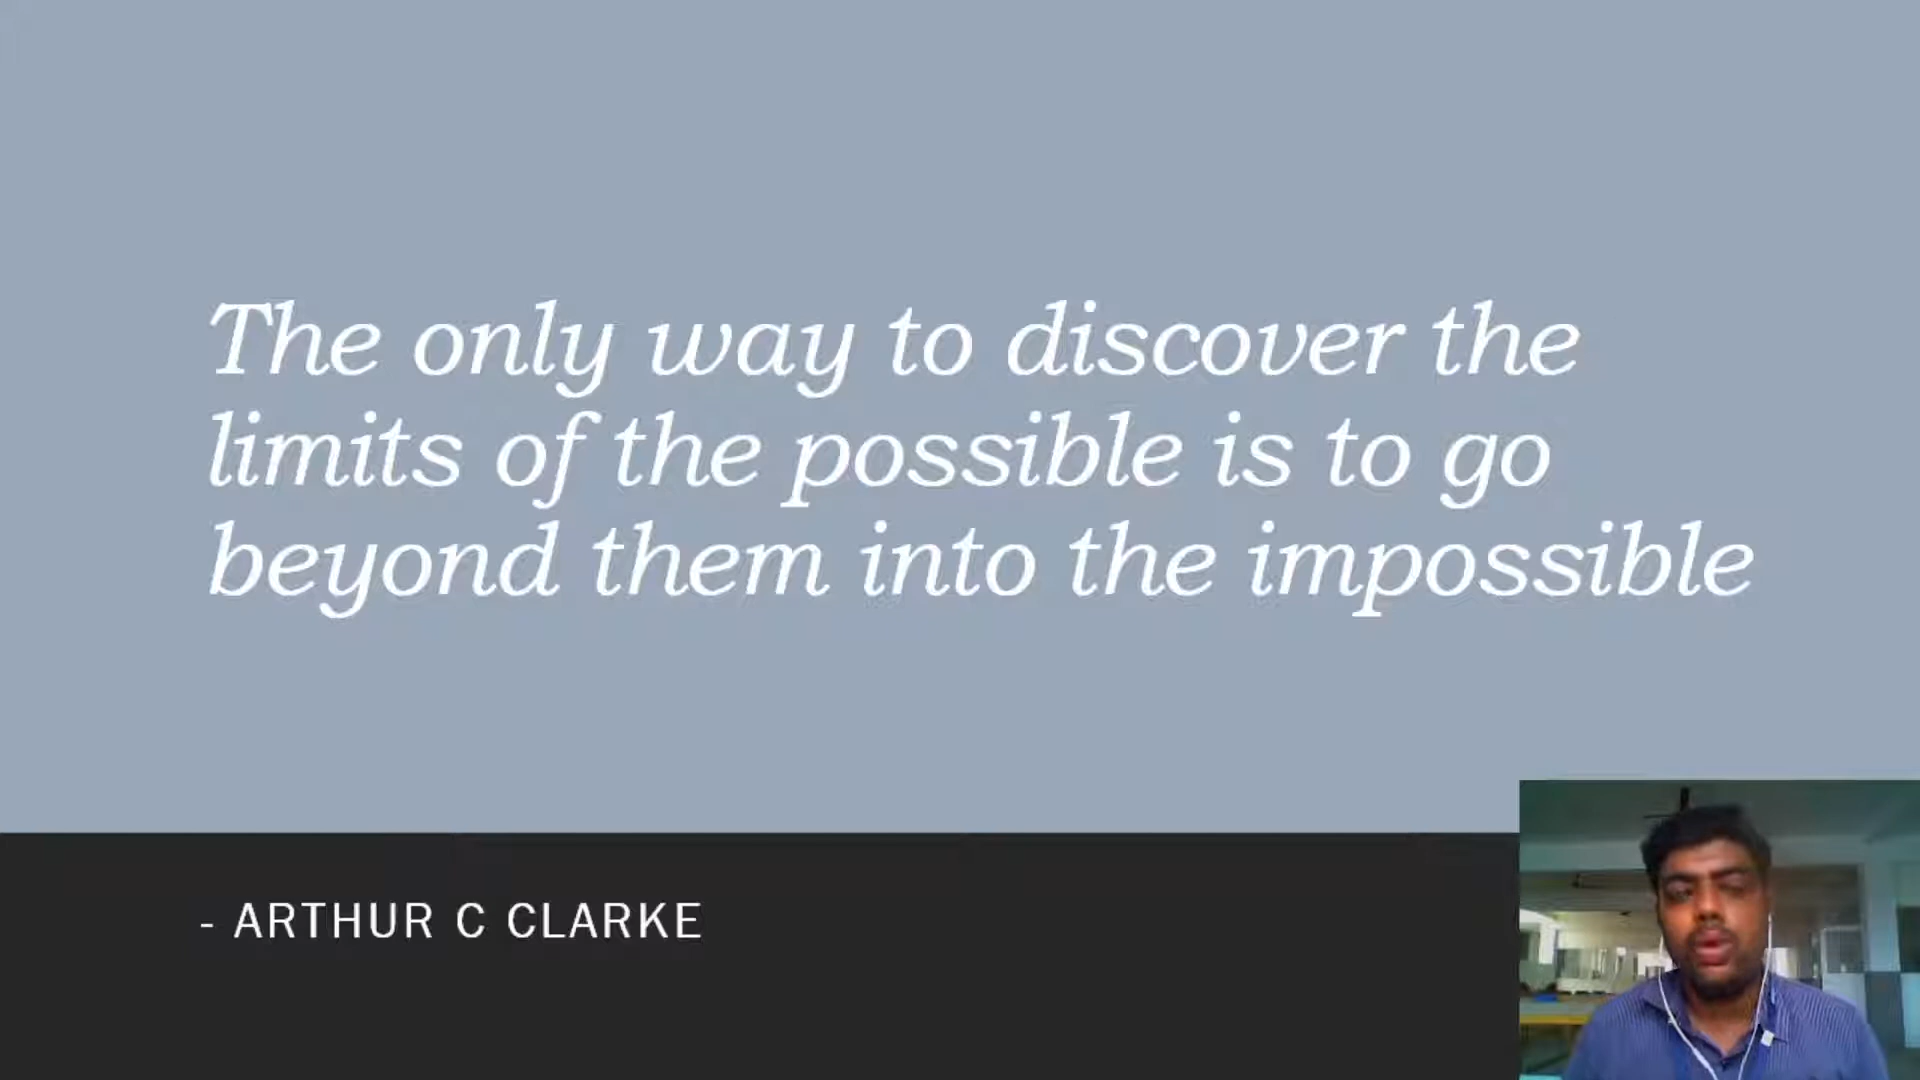 The only way to discover the
limits of the possible is to go
beyond them into the impossible
- ARTHUR C CLARKE